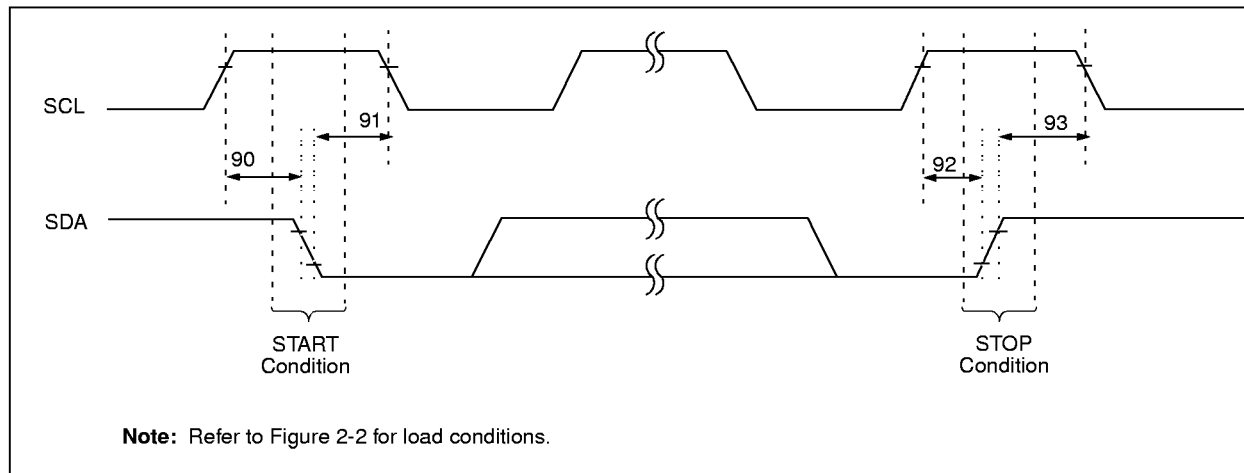 SCL
91
93
90
92
SDA
START
Condition
STOP
Condition
Note: Refer to Figure 2-2 for load conditions.